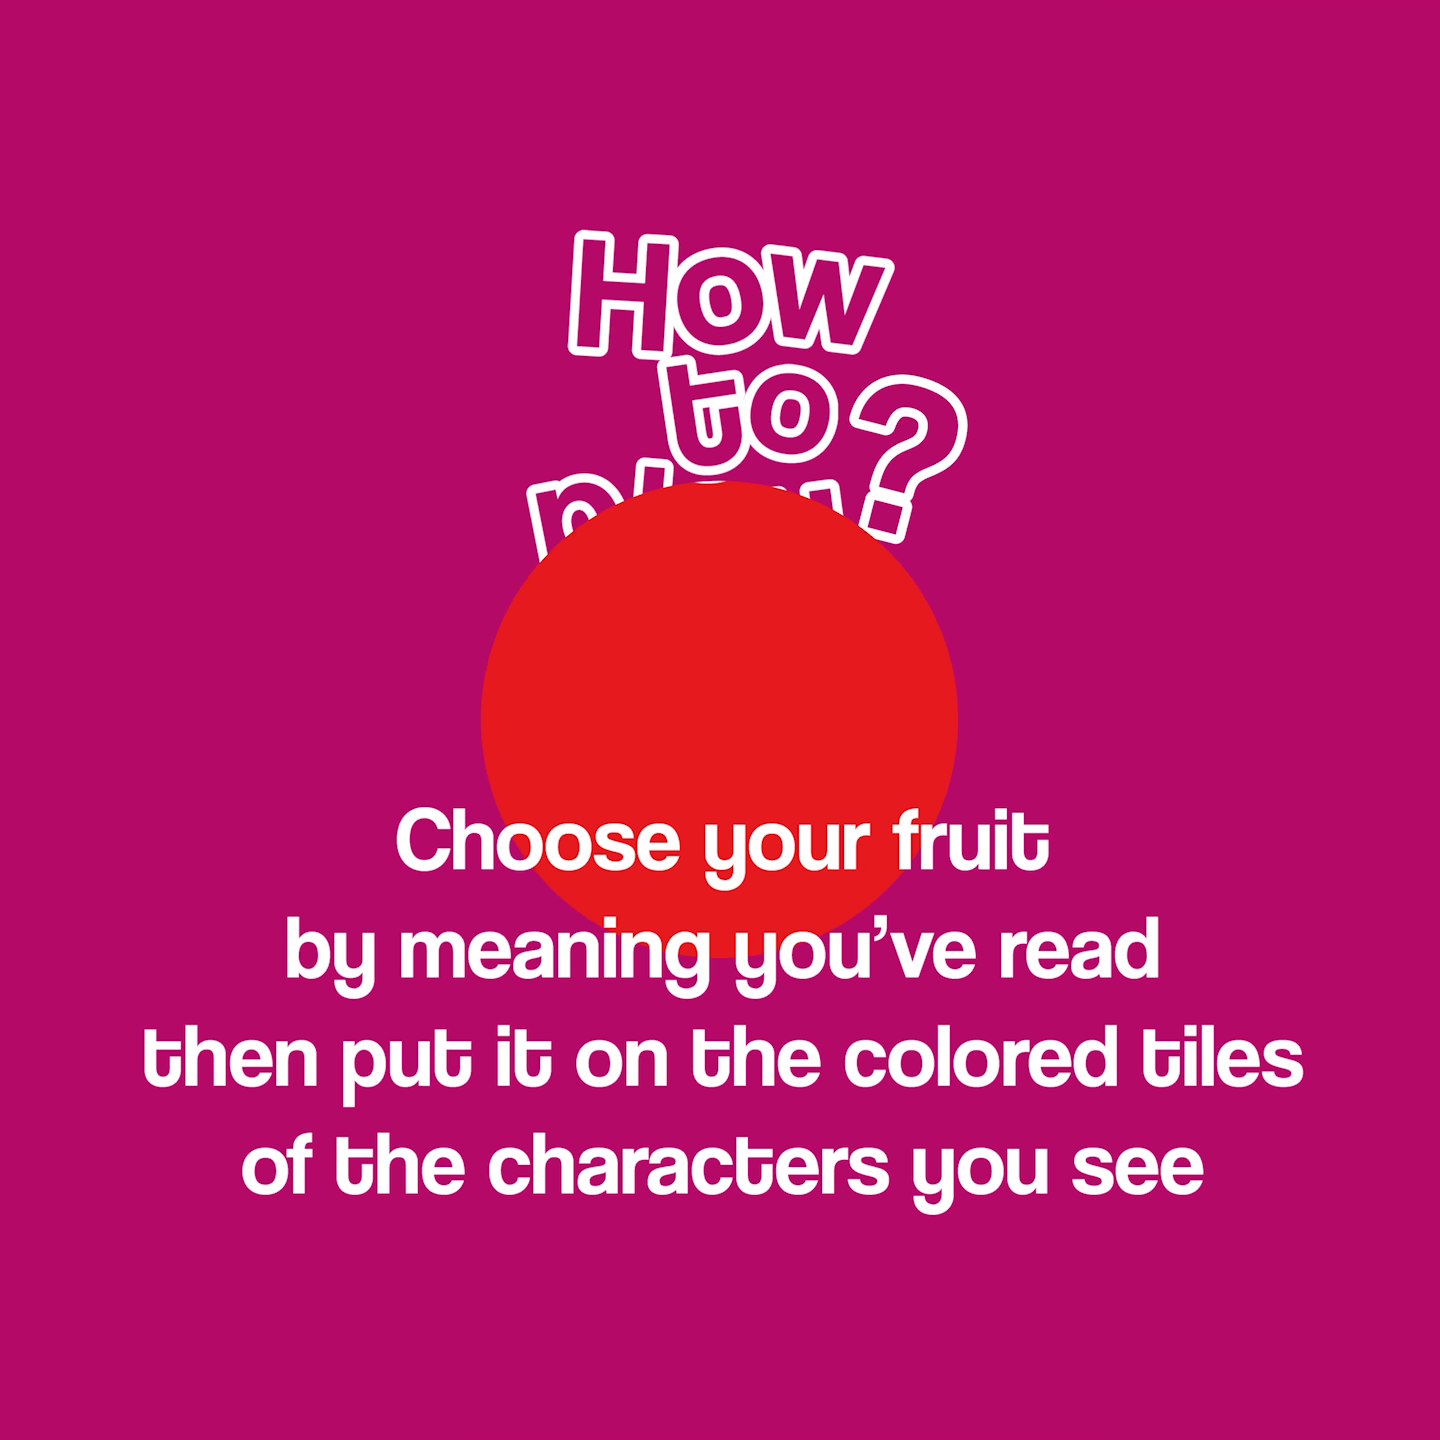 How
to ?
Choose your fruit
by meaning you’ve read
then put it on the colored tiles
of the characters you see